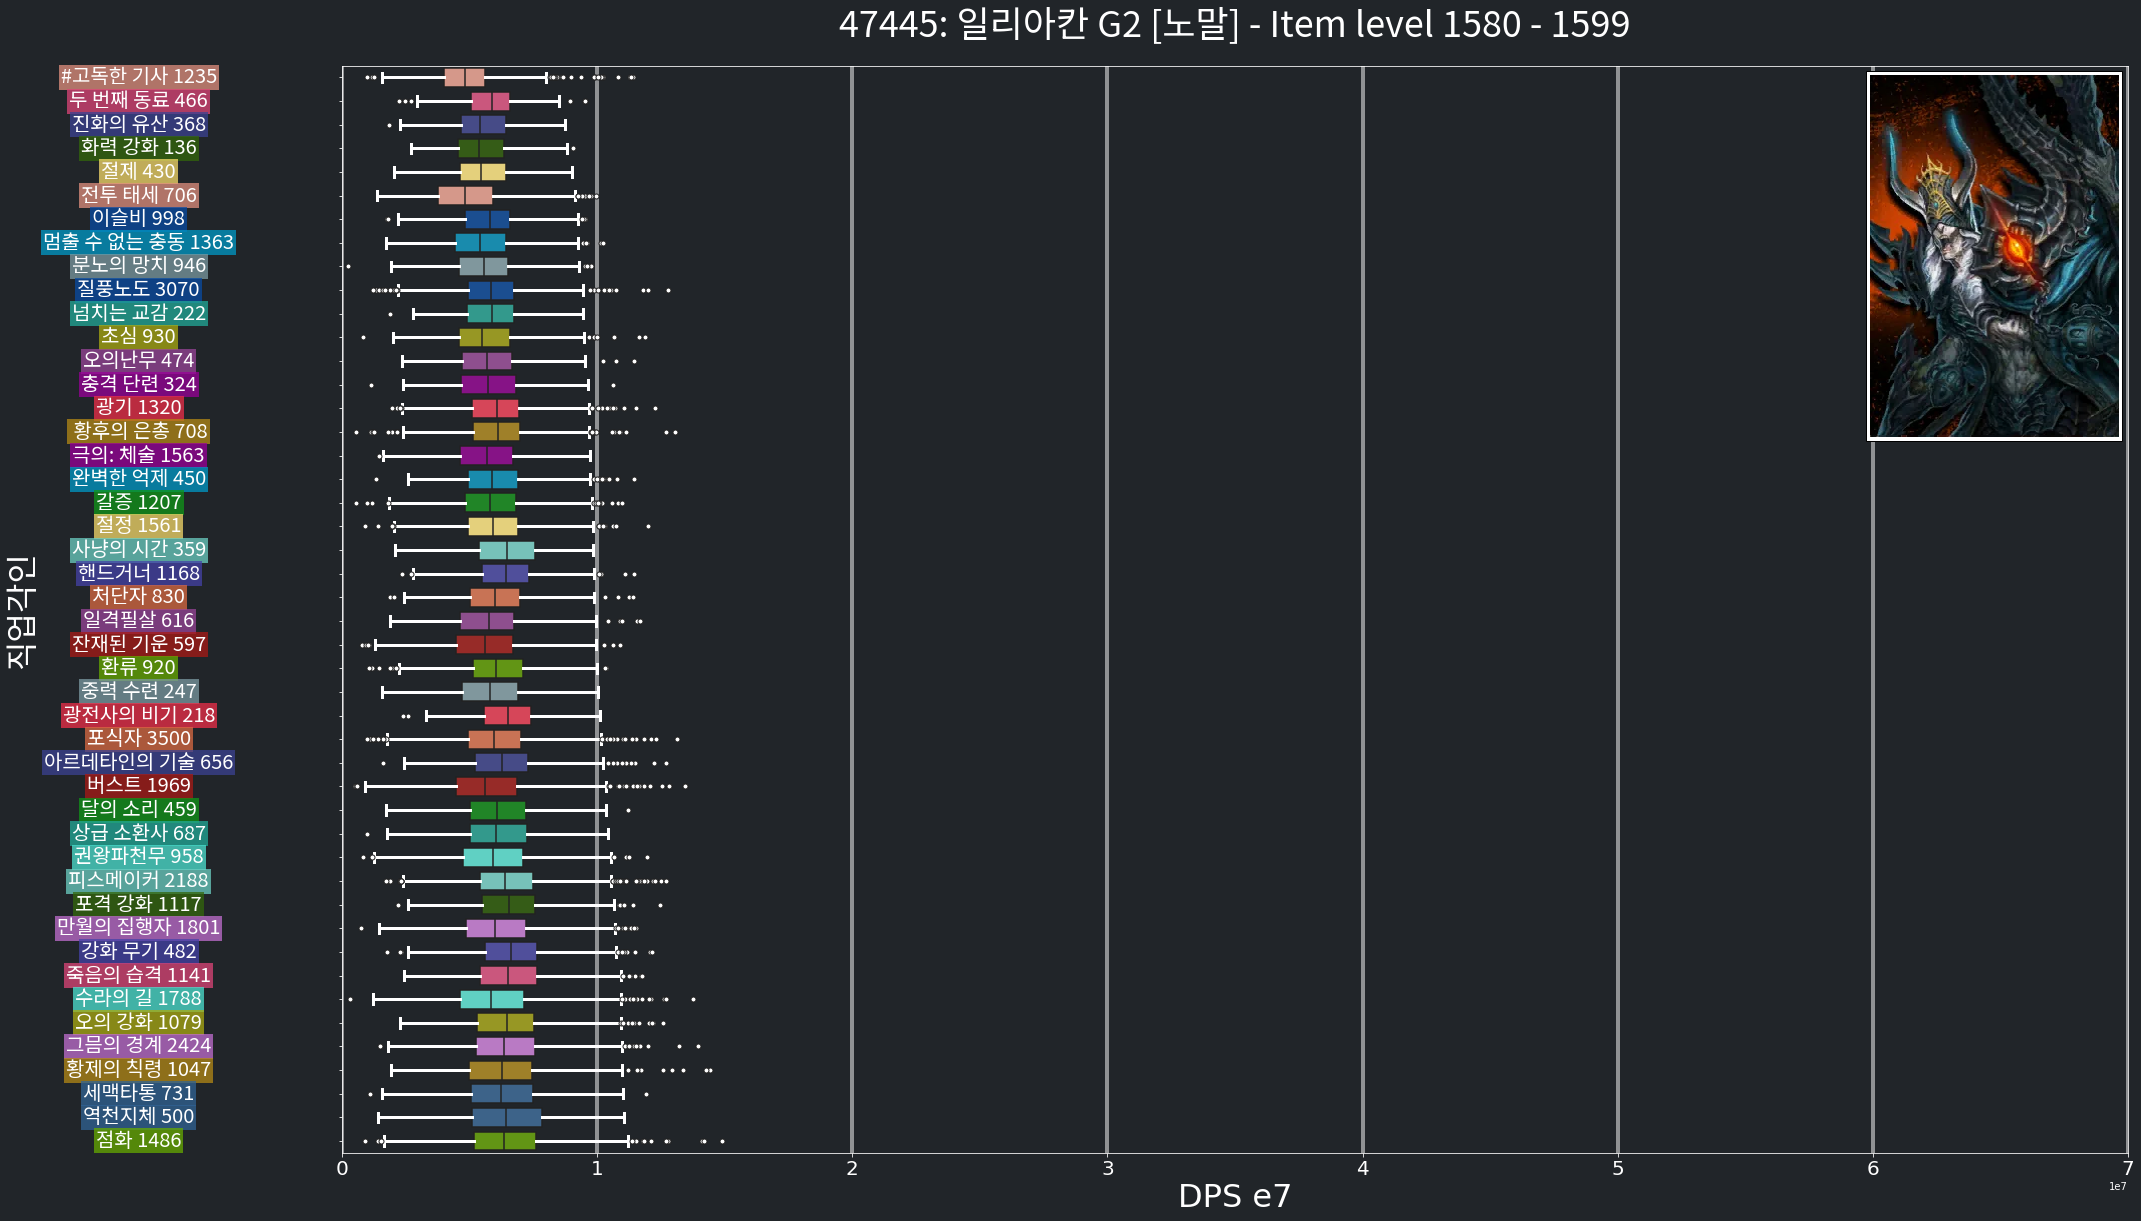 47445: 일리아칸 G2 [노말] - Item level 1580 - 1599
#고독한 기사 1235
두 번째 동료 466
진화의 유산 368
화력 강화 136
절제 430
전투 태세 706
이슬비 998
멈출 수 없는 충동 1363
분노의 망치 946
질풍노도 3070
넘치는 교감 222
초심 930
오의난무 474
충격 단련 324
광기 1320
황후의 은총 708
극의: 체술 1563
완벽한 억제 450
갈증 1207
절정 1561
사냥의 시간 359
핸드거너 1168
처단자 830
일격필살 616
잔재된 기운 597
환류 920
중력 수련 247
광전사의 비기 218
포식자 3500
아르데타인의 기술 656
버스트 1969
달의 소리 459
상급 소환사 687
권왕파천무 958
피스메이커 2188
포격 강화 1117
만월의 집행자 1801
강화 무기 482
죽음의 습격 1141
수라의 길 1788
오의 강화 1079
그믐의 경계 2424
황제의 칙령 1047
세맥타통 731
역천지체 500
점화 1486
직업각인
0 1 2 3 4 5 6 7
1e7
DPS e7